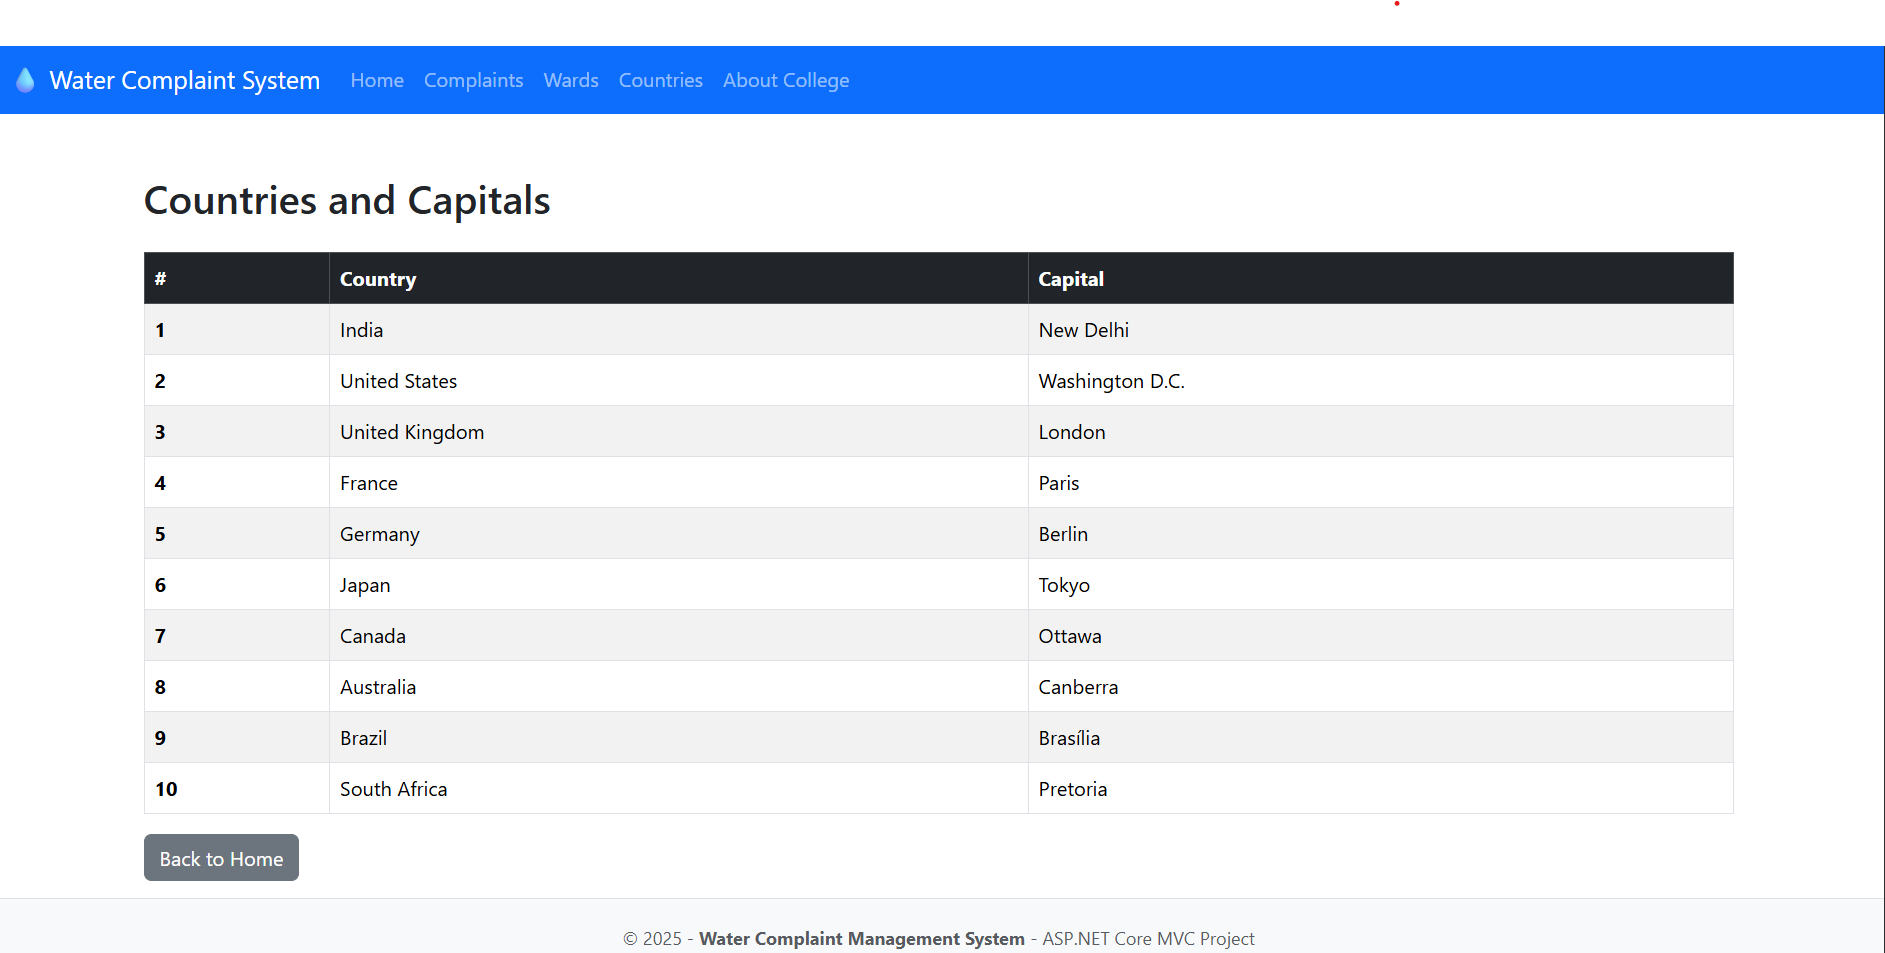 Water Complaint System Home Complaints Wards Countries About College
Countries and Capitals
# Country Capital
1 India New Delhi
2 United States Washington D.C.
3 United Kingdom London
4 France Paris
5 Germany Berlin
6 Japan Tokyo
7 Canada Ottawa
8 Australia Canberra
9 Brazil Brasília
10 South Africa Pretoria
Back to Home
© 2025 - Water Complaint Management System - ASP.NET Core MVC Project